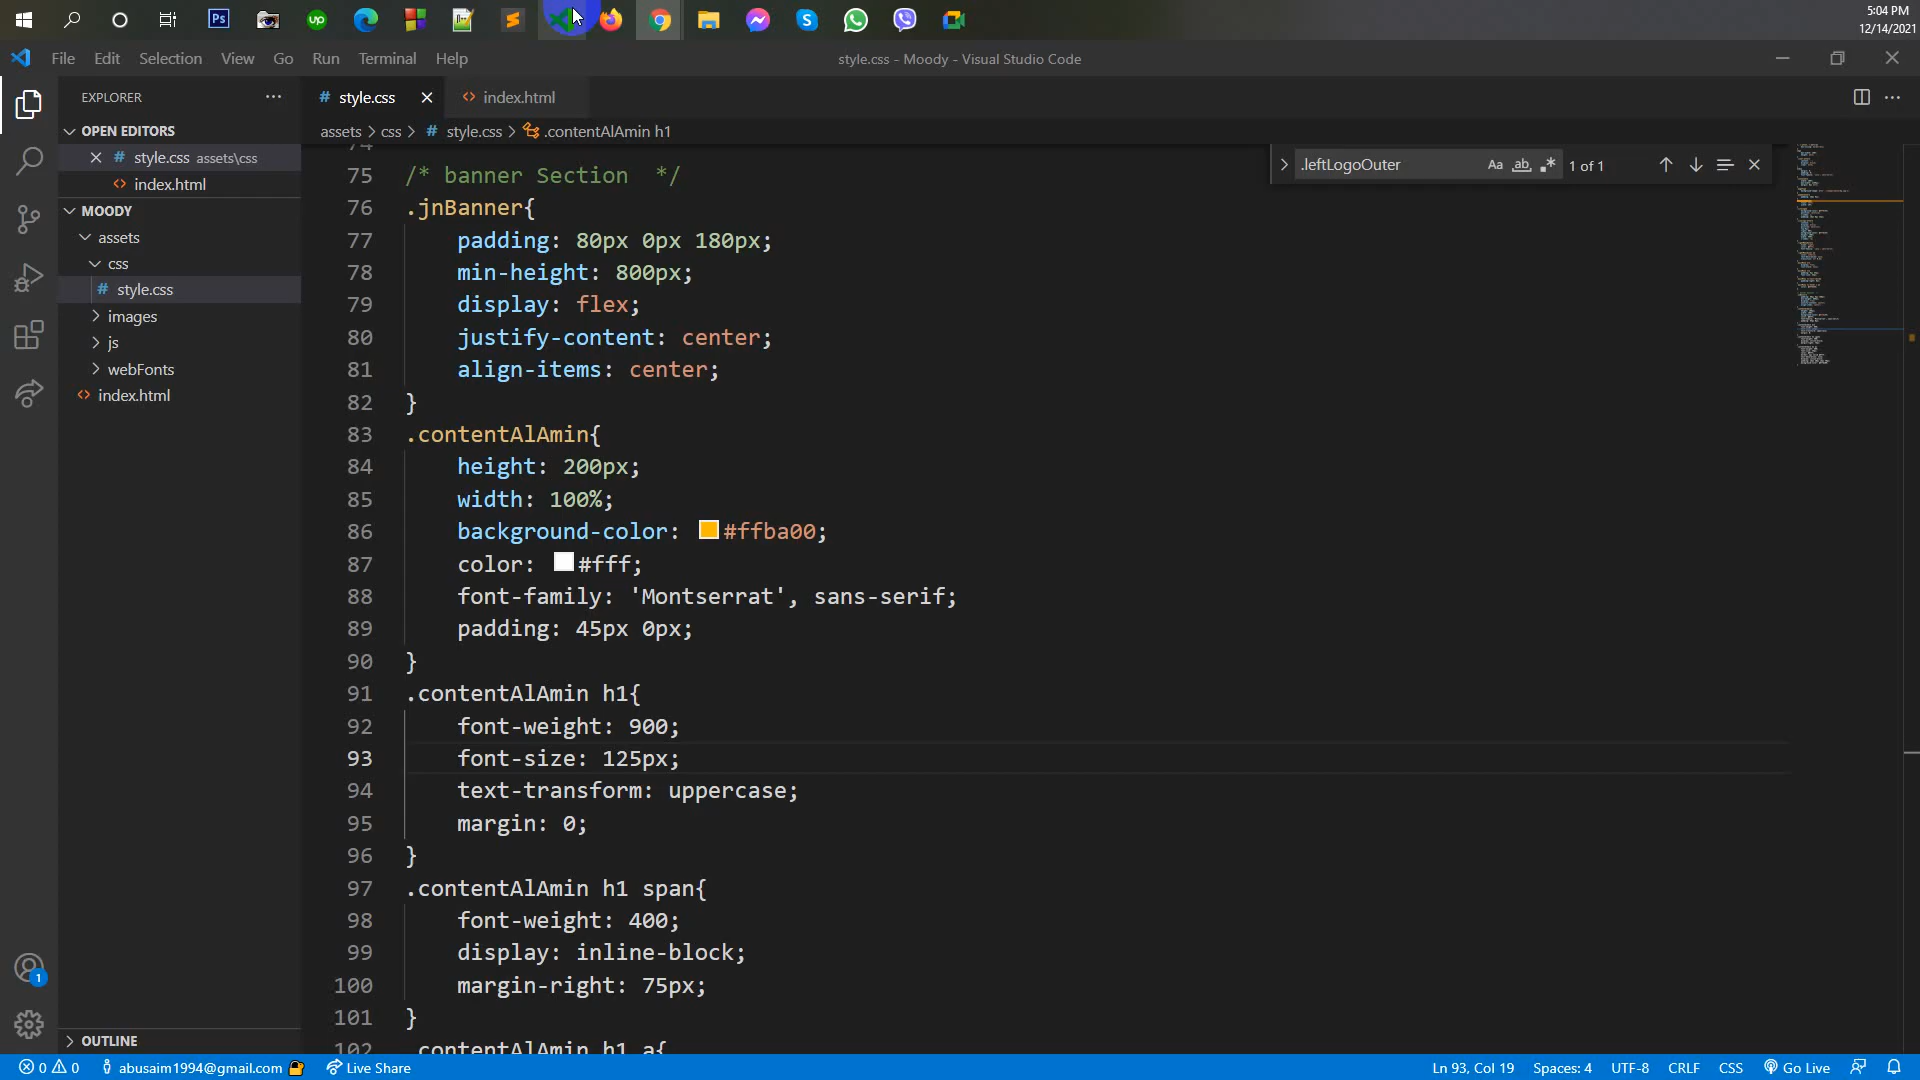 Ps
up
S
5:04 PM
12/14/2021
File Edit Selection View Go Run Terminal Help
style.css - Moody - Visual Studio Code
EXPLORER
# style.css
<> index.html
OPEN EDITORS
assets > css > # style.css > .contentAlAmin h1
# style.css assets\css
<> index.html
MOODY
assets
css
# style.css
images
js
webFonts
<> index.html
OUTLINE
.leftLogoOuter Aa ab 1 of 1
74
75 /* banner Section */
76 .jnBanner{
77 padding: 80px 0px 180px;
78 min-height: 800px;
79 display: flex;
80 justify-content: center;
81 align-items: center;
82 }
83 .contentAlAmin{
84 height: 200px;
85 width: 100%;
86 background-color: #ffba00;
87 color: #fff;
88 font-family: 'Montserrat', sans-serif;
89 padding: 45px 0px;
90 }
91 .contentAlAmin h1{
92 font-weight: 900;
93 font-size: 125px;
94 text-transform: uppercase;
95 margin: 0;
96 }
97 .contentAlAmin h1 span{
98 font-weight: 400;
99 display: inline-block;
100 margin-right: 75px;
101 }
102 .contentAlAmin h1 a{
1
0 0 abusaim1994@gmail.com Live Share
Ln 93, Col 19 Spaces: 4 UTF-8 CRLF CSS Go Live